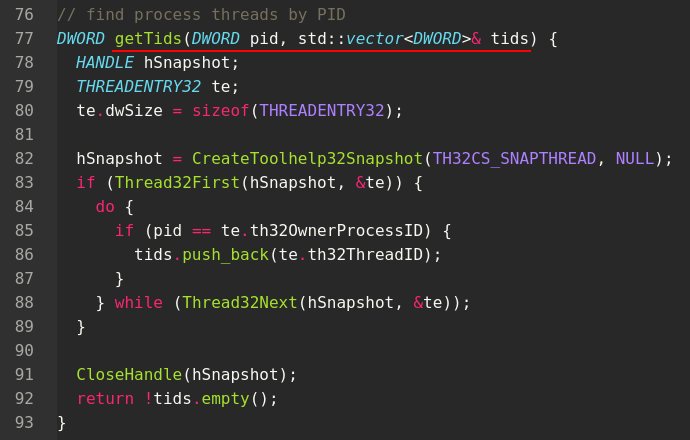 76 // find process threads by PID
77 DWORD getTids(DWORD pid, std::vector<DWORD>& tids) {
78   HANDLE hSnapshot;
79   THREADENTRY32 te;
80   te.dwSize = sizeof(THREADENTRY32);
81
82   hSnapshot = CreateToolhelp32Snapshot(TH32CS_SNAPTHREAD, NULL);
83   if (Thread32First(hSnapshot, &te)) {
84     do {
85       if (pid == te.th32OwnerProcessID) {
86         tids.push_back(te.th32ThreadID);
87       }
88     } while (Thread32Next(hSnapshot, &te));
89   }
90
91   CloseHandle(hSnapshot);
92   return !tids.empty();
93 }